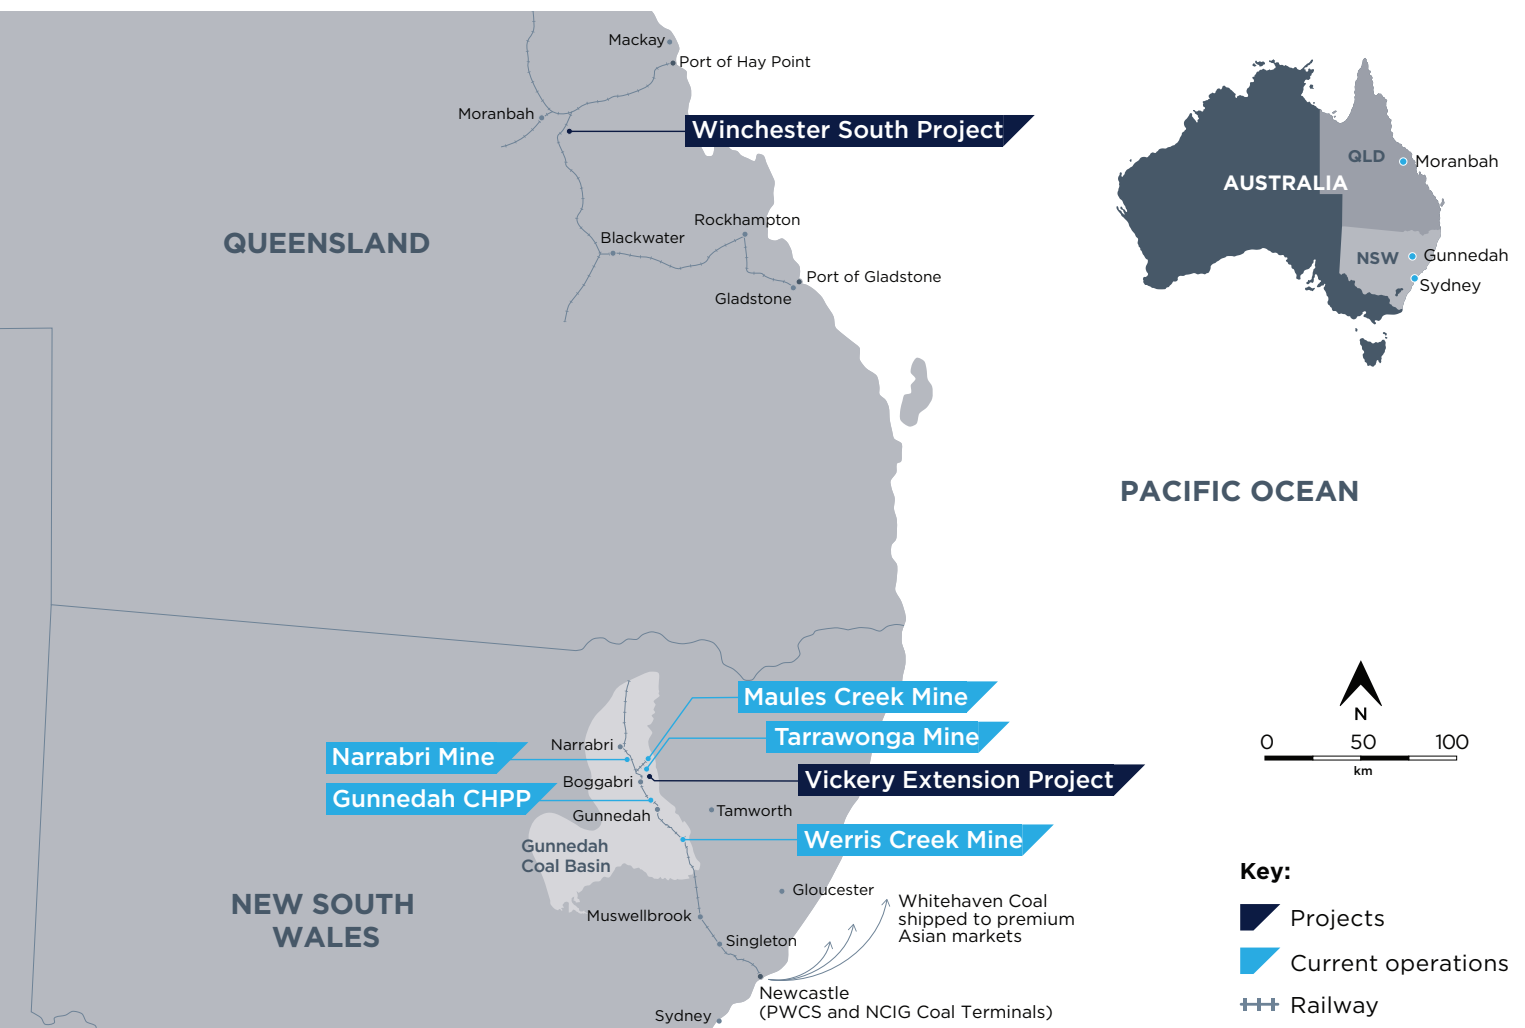 Mackay
Port of Hay Point
Moranbah
Winchester South Project
QUEENSLAND
Rockhampton
Blackwater
Port of Gladstone
Gladstone
QLD
Moranbah
AUSTRALIA
NSW
Gunnedah
Sydney
PACIFIC OCEAN
Maules Creek Mine
Tarrawonga Mine
Narrabri
Narrabri Mine
Vickery Extension Project
Boggabri
Gunnedah CHPP
Gunnedah
Tamworth
Werris Creek Mine
Gunnedah
Coal Basin
NEW SOUTH
WALES
Gloucester
Muswellbrook
Singleton
Whitehaven Coal
shipped to premium
Asian markets
Newcastle
(PWCS and NCIG Coal Terminals)
Sydney
N
0 50 100
km
Key:
Projects
Current operations
Railway